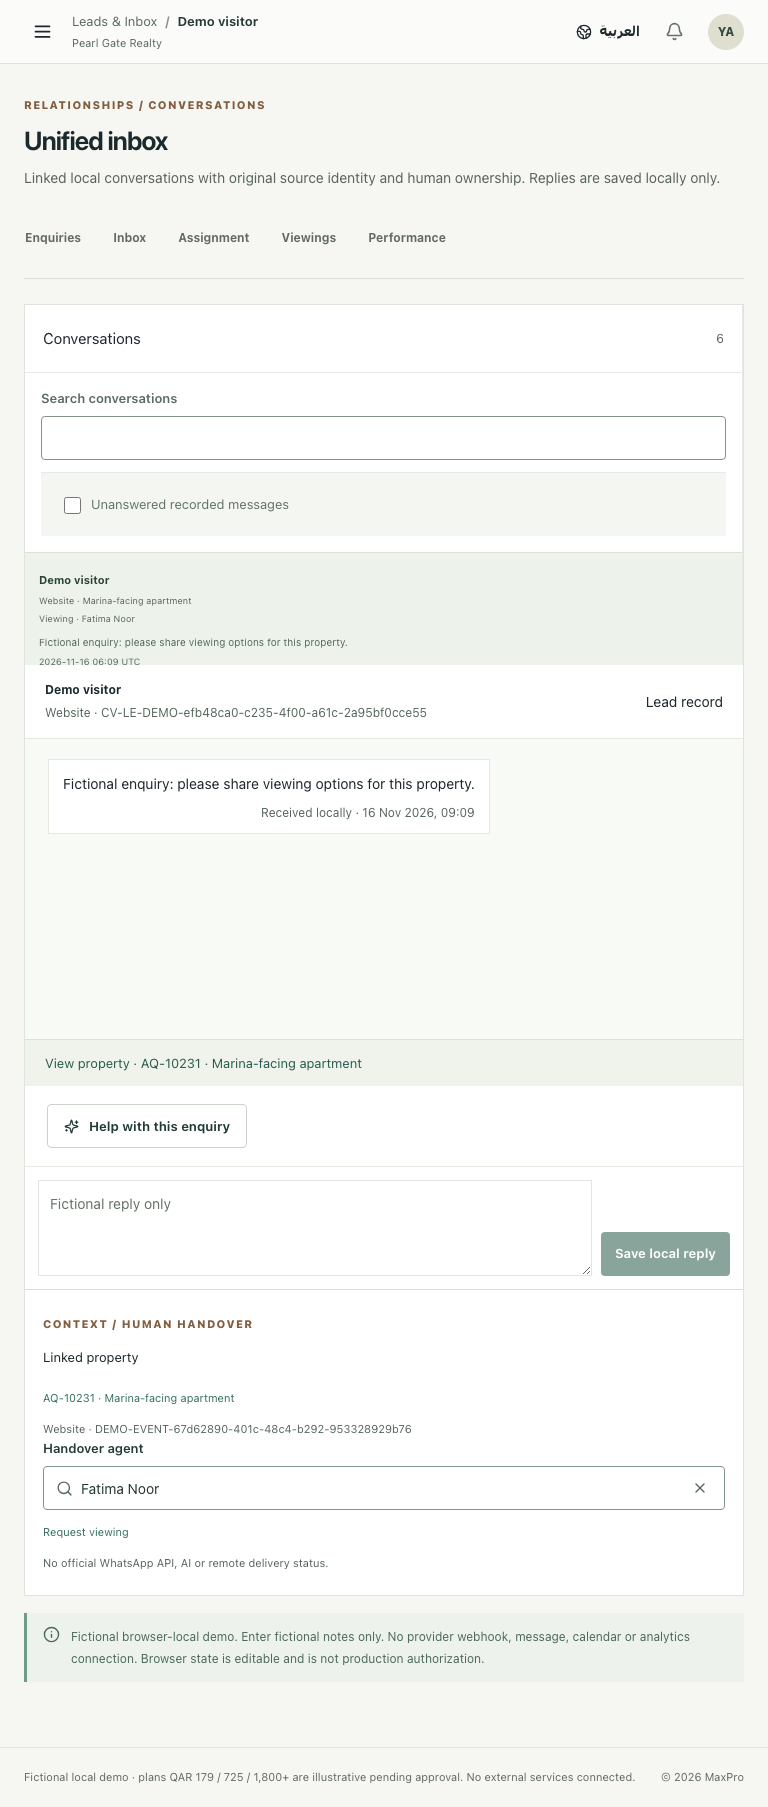 Leads & Inbox / Demo visitor
Pearl Gate Realty
العربية
YA
RELATIONSHIPS / CONVERSATIONS
Unified inbox
Linked local conversations with original source identity and human ownership. Replies are saved locally only.
Enquiries Inbox Assignment Viewings Performance
Conversations 6
Search conversations
Unanswered recorded messages
Demo visitor
Website · Marina-facing apartment
Viewing · Fatima Noor
Fictional enquiry: please share viewing options for this property.
2026-11-16 06:09 UTC
Demo visitor
Website · CV-LE-DEMO-efb48ca0-c235-4f00-a61c-2a95bf0cce55
Lead record
Fictional enquiry: please share viewing options for this property.
Received locally · 16 Nov 2026, 09:09
View property · AQ-10231 · Marina-facing apartment
Help with this enquiry
Fictional reply only
Save local reply
CONTEXT / HUMAN HANDOVER
Linked property
AQ-10231 · Marina-facing apartment
Website · DEMO-EVENT-67d62890-401c-48c4-b292-953328929b76
Handover agent
Fatima Noor
Request viewing
No official WhatsApp API, AI or remote delivery status.
Fictional browser-local demo. Enter fictional notes only. No provider webhook, message, calendar or analytics
connection. Browser state is editable and is not production authorization.
Fictional local demo · plans QAR 179 / 725 / 1,800+ are illustrative pending approval. No external services connected. © 2026 MaxPro